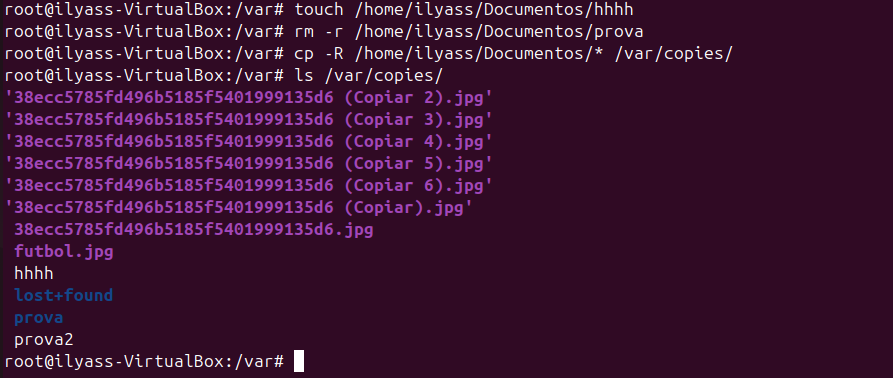 root@ilyass-VirtualBox:/var# touch /home/ilyass/Documentos/hhhh
root@ilyass-VirtualBox:/var# rm -r /home/ilyass/Documentos/prova
root@ilyass-VirtualBox:/var# cp -R /home/ilyass/Documentos/* /var/copies/
root@ilyass-VirtualBox:/var# ls /var/copies/
'38ecc5785fd496b5185f5401999135d6 (Copiar 2).jpg'
'38ecc5785fd496b5185f5401999135d6 (Copiar 3).jpg'
'38ecc5785fd496b5185f5401999135d6 (Copiar 4).jpg'
'38ecc5785fd496b5185f5401999135d6 (Copiar 5).jpg'
'38ecc5785fd496b5185f5401999135d6 (Copiar 6).jpg'
'38ecc5785fd496b5185f5401999135d6 (Copiar).jpg'
38ecc5785fd496b5185f5401999135d6.jpg
futbol.jpg
hhhh
lost+found
prova
prova2
root@ilyass-VirtualBox:/var#